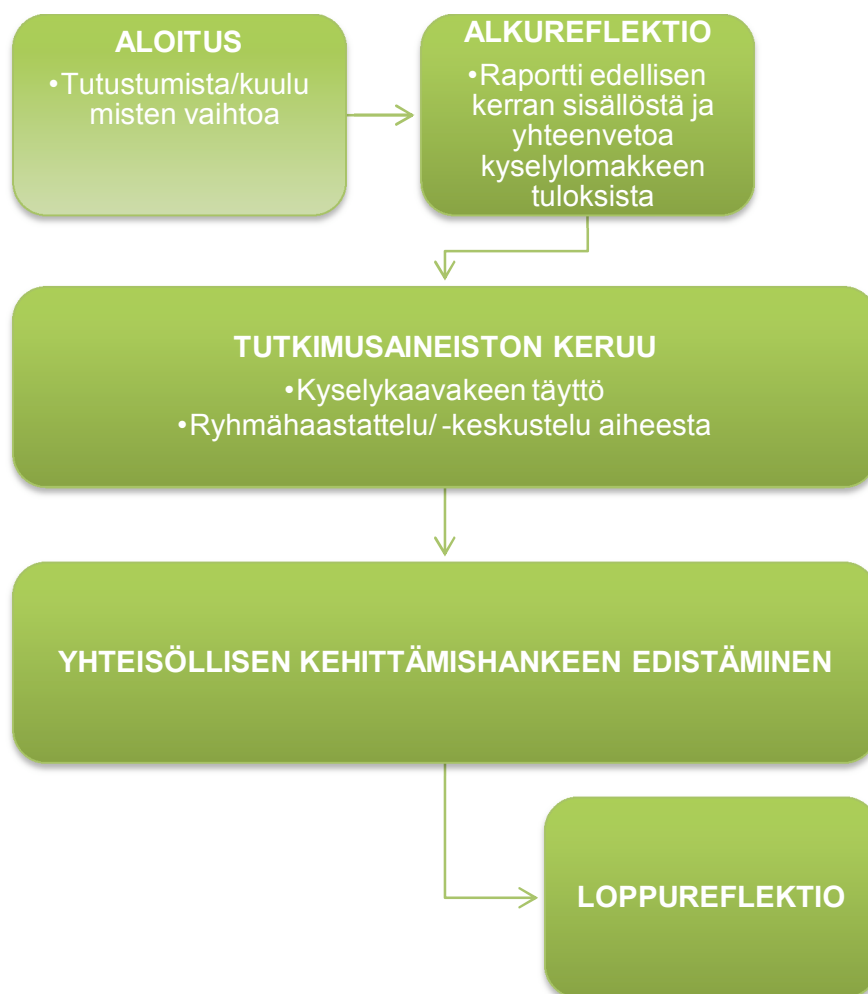 ALOITUS
•Tutustumista/kuulu
misten vaihtoa
ALKUREFLEKTIO
•Raportti edellisen
kerran sisällöstä ja
yhteenvetoa
kyselylomakkeen
tuloksista
TUTKIMUSAINEISTON KERUU
•Kyselykaavakeen täyttö
•Ryhmähaastattelu/ -keskustelu aiheesta
YHTEISÖLLISEN KEHITTÄMISHANKEEN EDISTÄMINEN
LOPPUREFLEKTIO